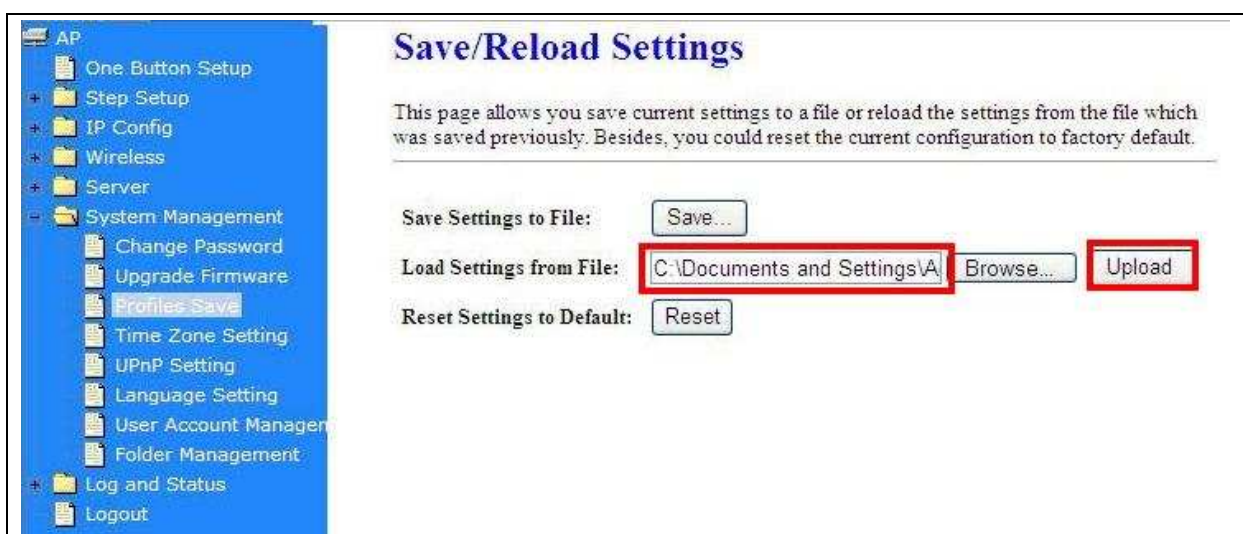 AP
One Button Setup
Step Setup
IP Config
Wireless
Server
System Management
Change Password
Upgrade Firmware
Profiles Save
Time Zone Setting
UPnP Setting
Language Setting
User Account Managem
Folder Management
Log and Status
Logout
Save/Reload Settings
This page allows you save current settings to a file or reload the settings from the file which
was saved previously. Besides, you could reset the current configuration to factory default.
Save Settings to File: Save...
Load Settings from File: C:\Documents and Settings\A Browse... Upload
Reset Settings to Default: Reset